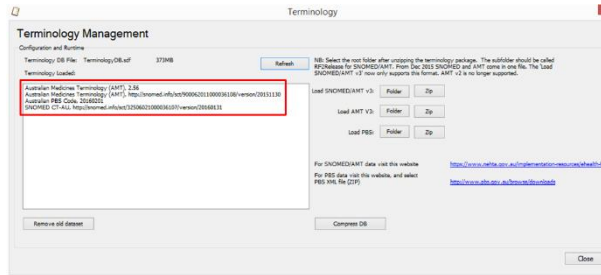 Terminology
Terminology Management
Configuration and Runtime
Terminology DB File: TerminologyDB.sdf 373MB
Refresh
Terminology Loaded:
NB: Select the root folder after unzipping the terminology package. The subfolder should be called
RF2Release for SNOMED/AMT. From Dec 2015 SNOMED and AMT come in one file. The 'Load
SNOMED/AMT v3' now only supports this format. AMT v2 is no longer supported.
Australian Medicines Terminology (AMT), 2.56
Australian Medicines Terminology (AMT), http://snomed.info/sct/900062011000036108/version/20151130
Australian PBS Code, 20160201
SNOMED CT-AU, http://snomed.info/sct/32506021000036107/version/20160131
Load SNOMED/AMT v3: Folder Zip
Load AMT V3: Folder Zip
Load PBS: Folder Zip
For SNOMED/AMT data visit this website https://www.nehta.gov.au/implementation-resources/ehealth-
For PBS data visit this website, and select
PBS XML file (ZIP) http://www.pbs.gov.au/browse/downloads
Remove old dataset
Compress DB
Close